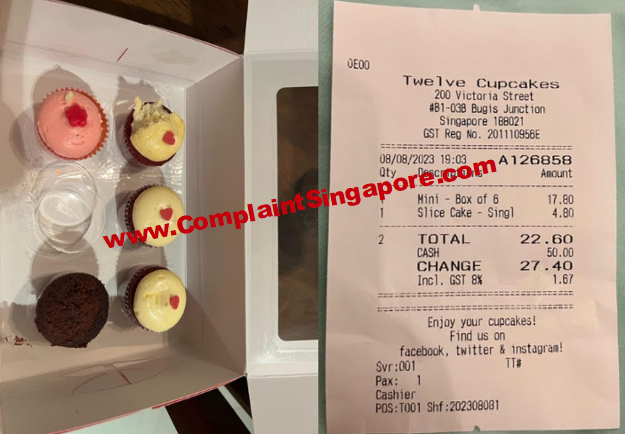 0E00
Twelve Cupcakes
200 Victoria Street
#B1-03B Bugis Junction
Singapore 188021
GST Reg No. 201110958E
08/08/2023 19:03 A126858
Qty Description Amount
1 Mini - Box of 6 17.80
1 Slice Cake - Singl 4.80
2 TOTAL 22.60
CASH 50.00
CHANGE 27.40
Incl. GST 8% 1.67
Enjoy your cupcakes!
Find us on
facebook, twitter & instagram!
Svr:001 TT#
Pax: 1
Cashier
POS:T001 Shf:202308081
www.ComplaintSingapore.com